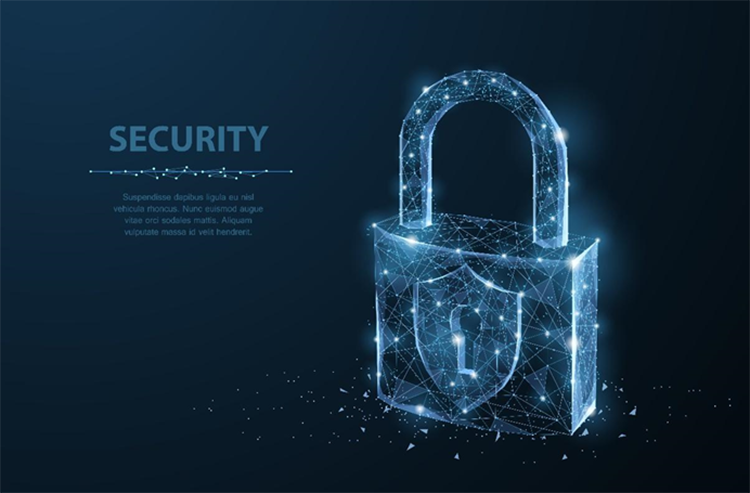 SECURITY
Suspendisse dapibus ligula eu nisl
vehicula rhoncus. Nunc euismod augue
vitae orci sodales mattis. Aliquam
vulputate massa id velit hendrerit.